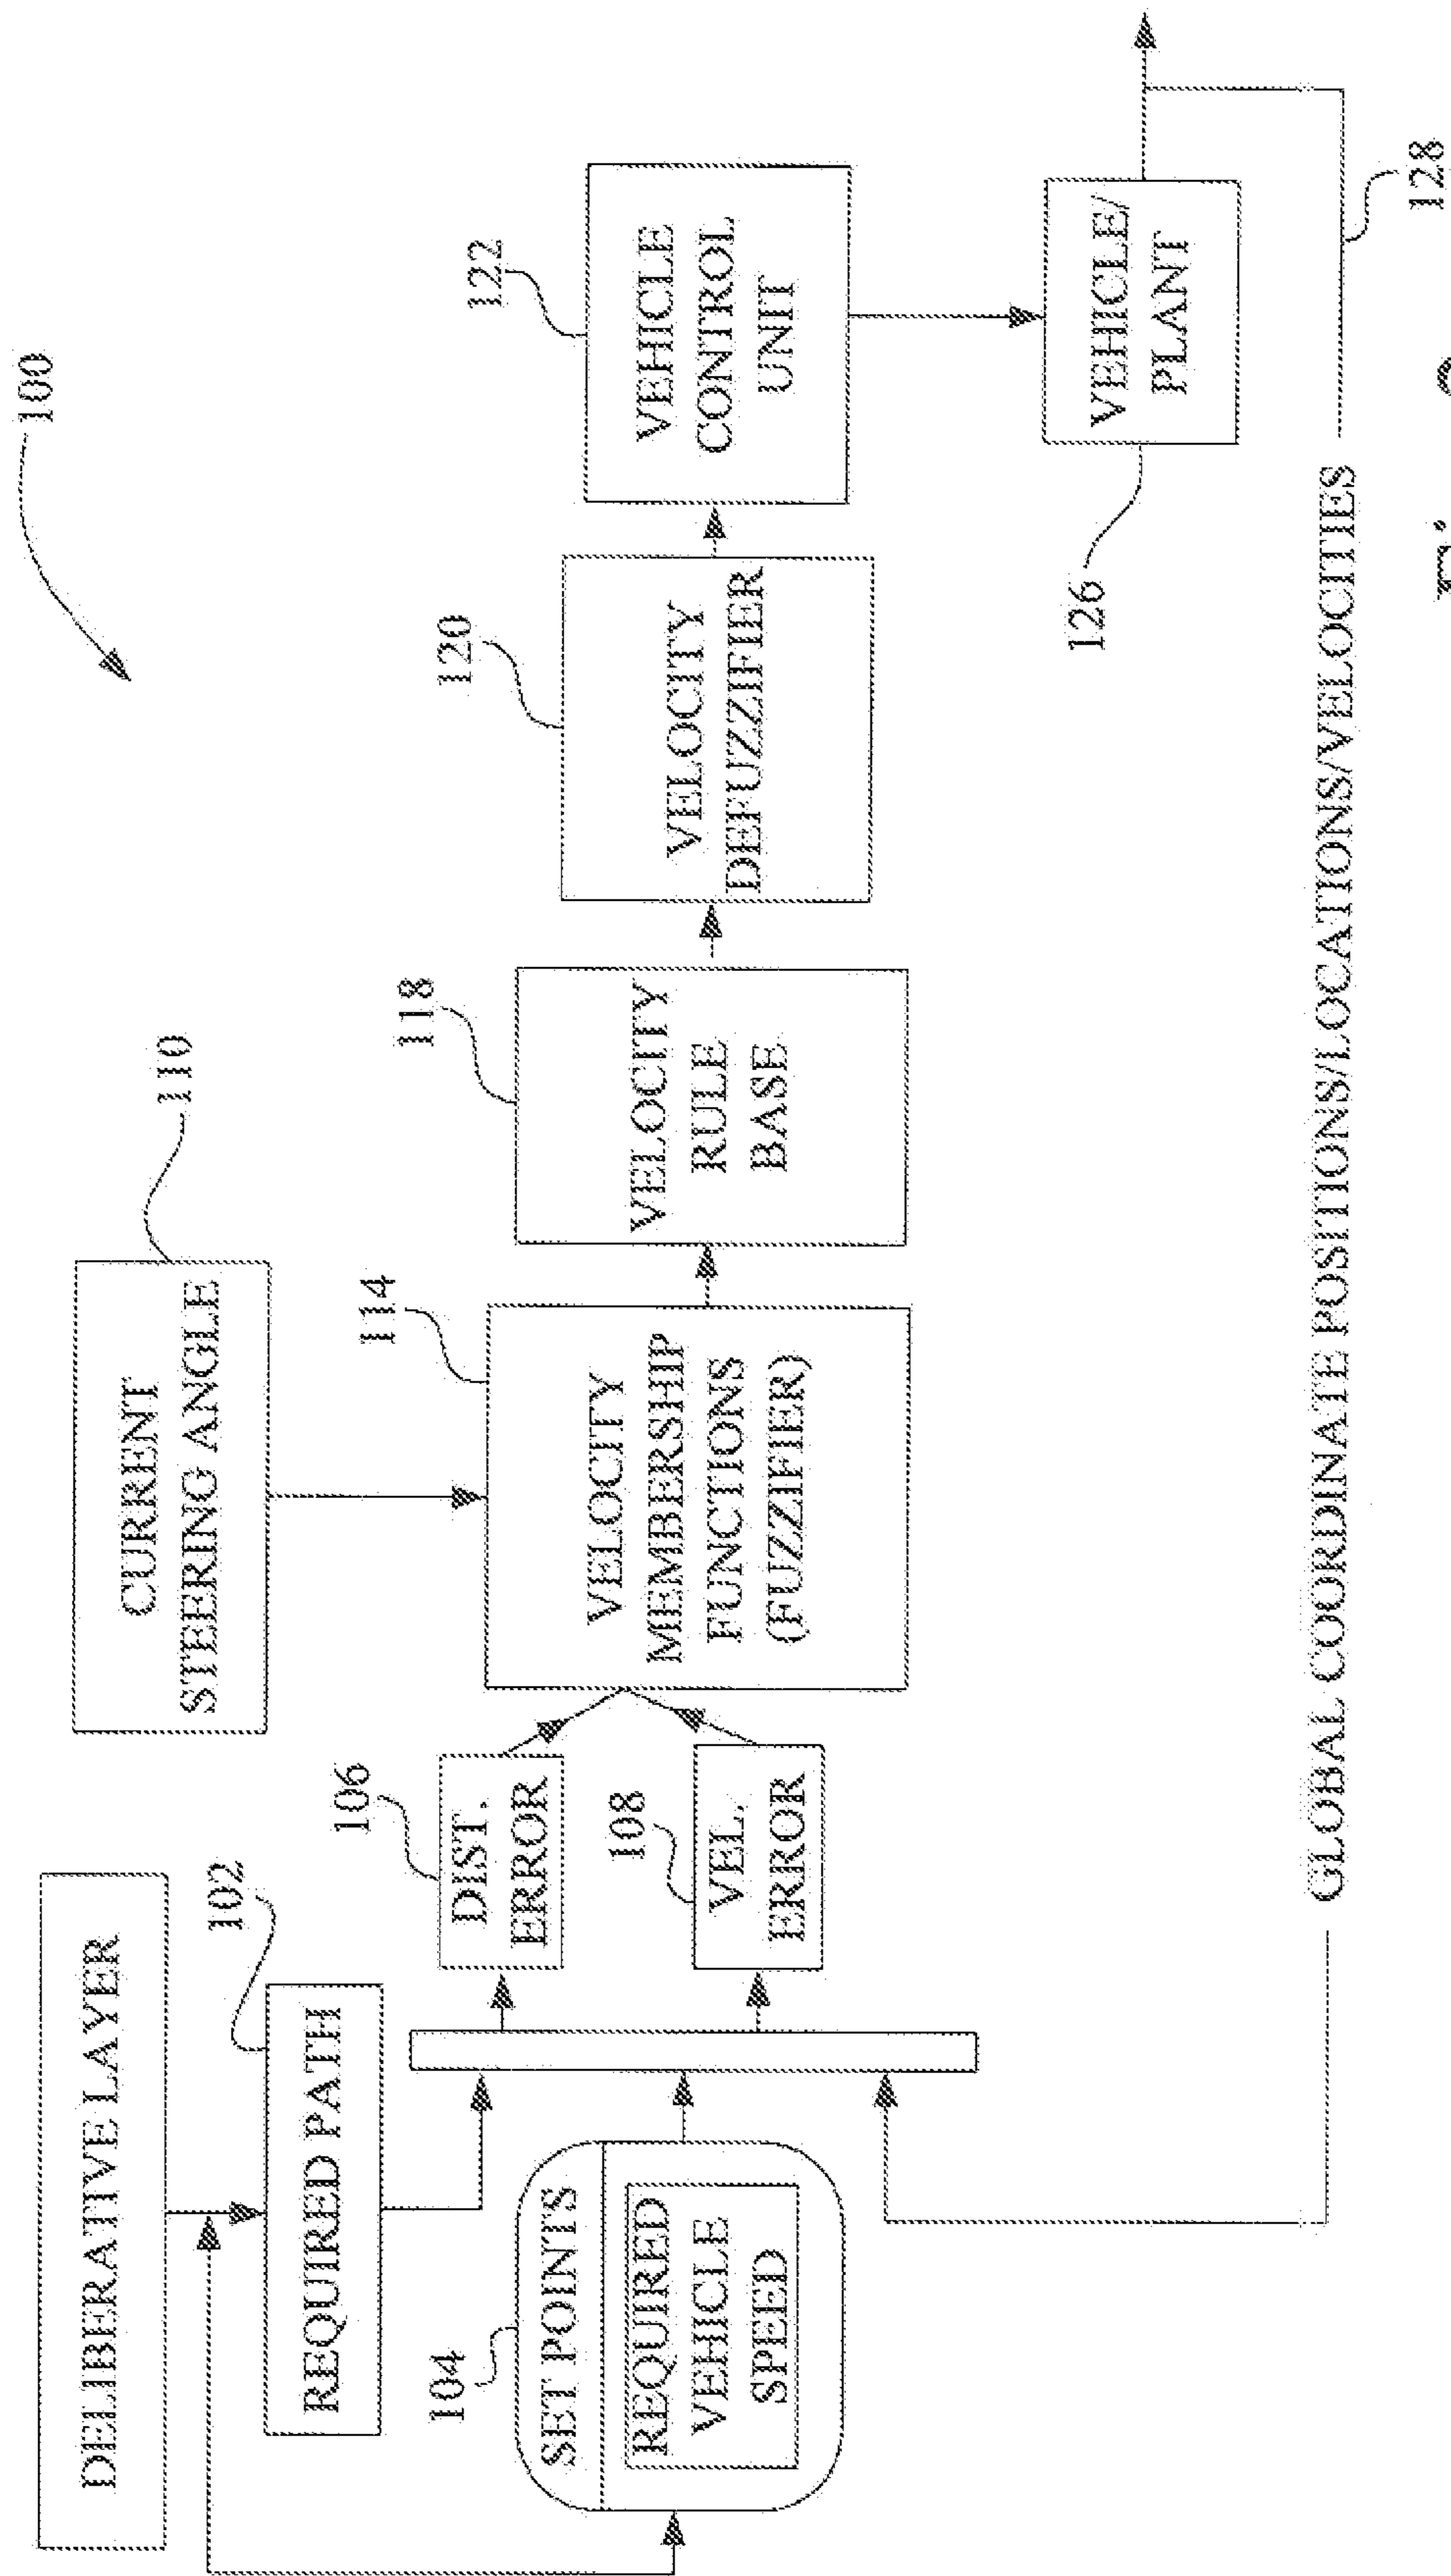 100
DELIBERATIVE LAYER
102
REQUIRED PATH
104
SET POINTS
REQUIRED
VEHICLE
SPEED
106
DIST.
ERROR
108
VEL.
ERROR
CURRENT
STEERING ANGLE
110
114
VELOCITY
MEMBERSHIP
FUNCTIONS
(FUZZIFIER)
118
VELOCITY
RULE
BASE
120
VELOCITY
DEFUZZIFIER
122
VEHICLE
CONTROL
UNIT
126
VEHICLE/
PLANT
GLOBAL COORDINATE POSITIONS/LOCATIONS/VELOCITIES
128